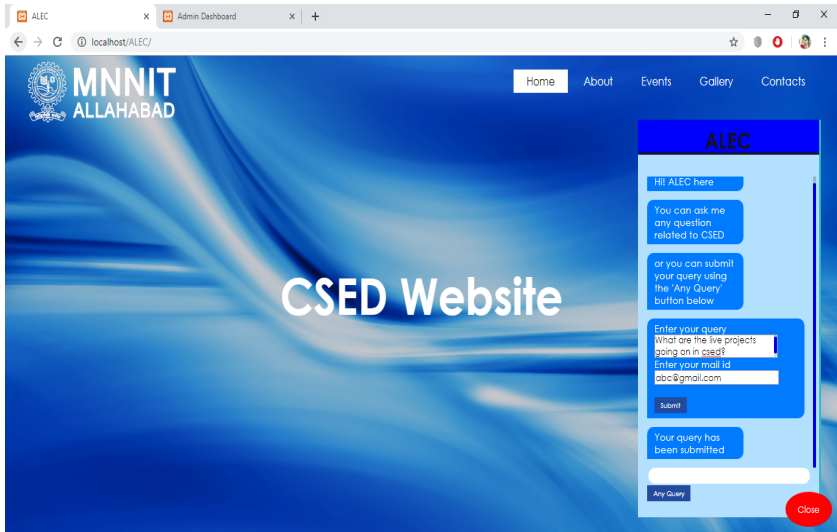 ALEC
Admin Dashboard
localhost/ALEC/
MNNIT
ALLAHABAD
Home
About
Events
Gallery
Contacts
CSED Website
ALEC
Hi! ALEC here
You can ask me
any question
related to CSED
or you can submit
your query using
the 'Any Query'
button below
Enter your query
What are the live projects
going on in csed?
Enter your mail id
abc@gmail.com
Submit
Your query has
been submitted
Any Query
Close